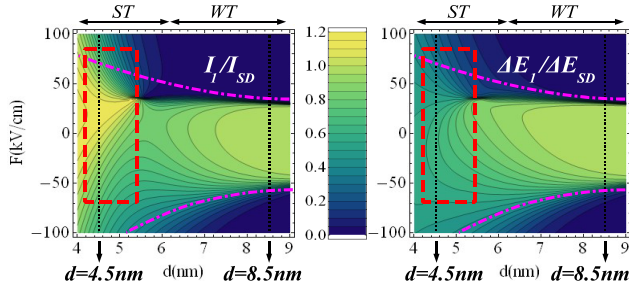 ST WT ST WT
100 1.2 100
I₁/I_SD ΔE₁/ΔE_SD
50 1.0 50
0.8
F(kV/cm) 0 0.6 0
0.4
−50 −50
0.2
−100 0.0 −100
4 5 6 7 8 9 4 5 6 7 8 9
d(nm) d(nm)
d=4.5nm d=8.5nm d=4.5nm d=8.5nm